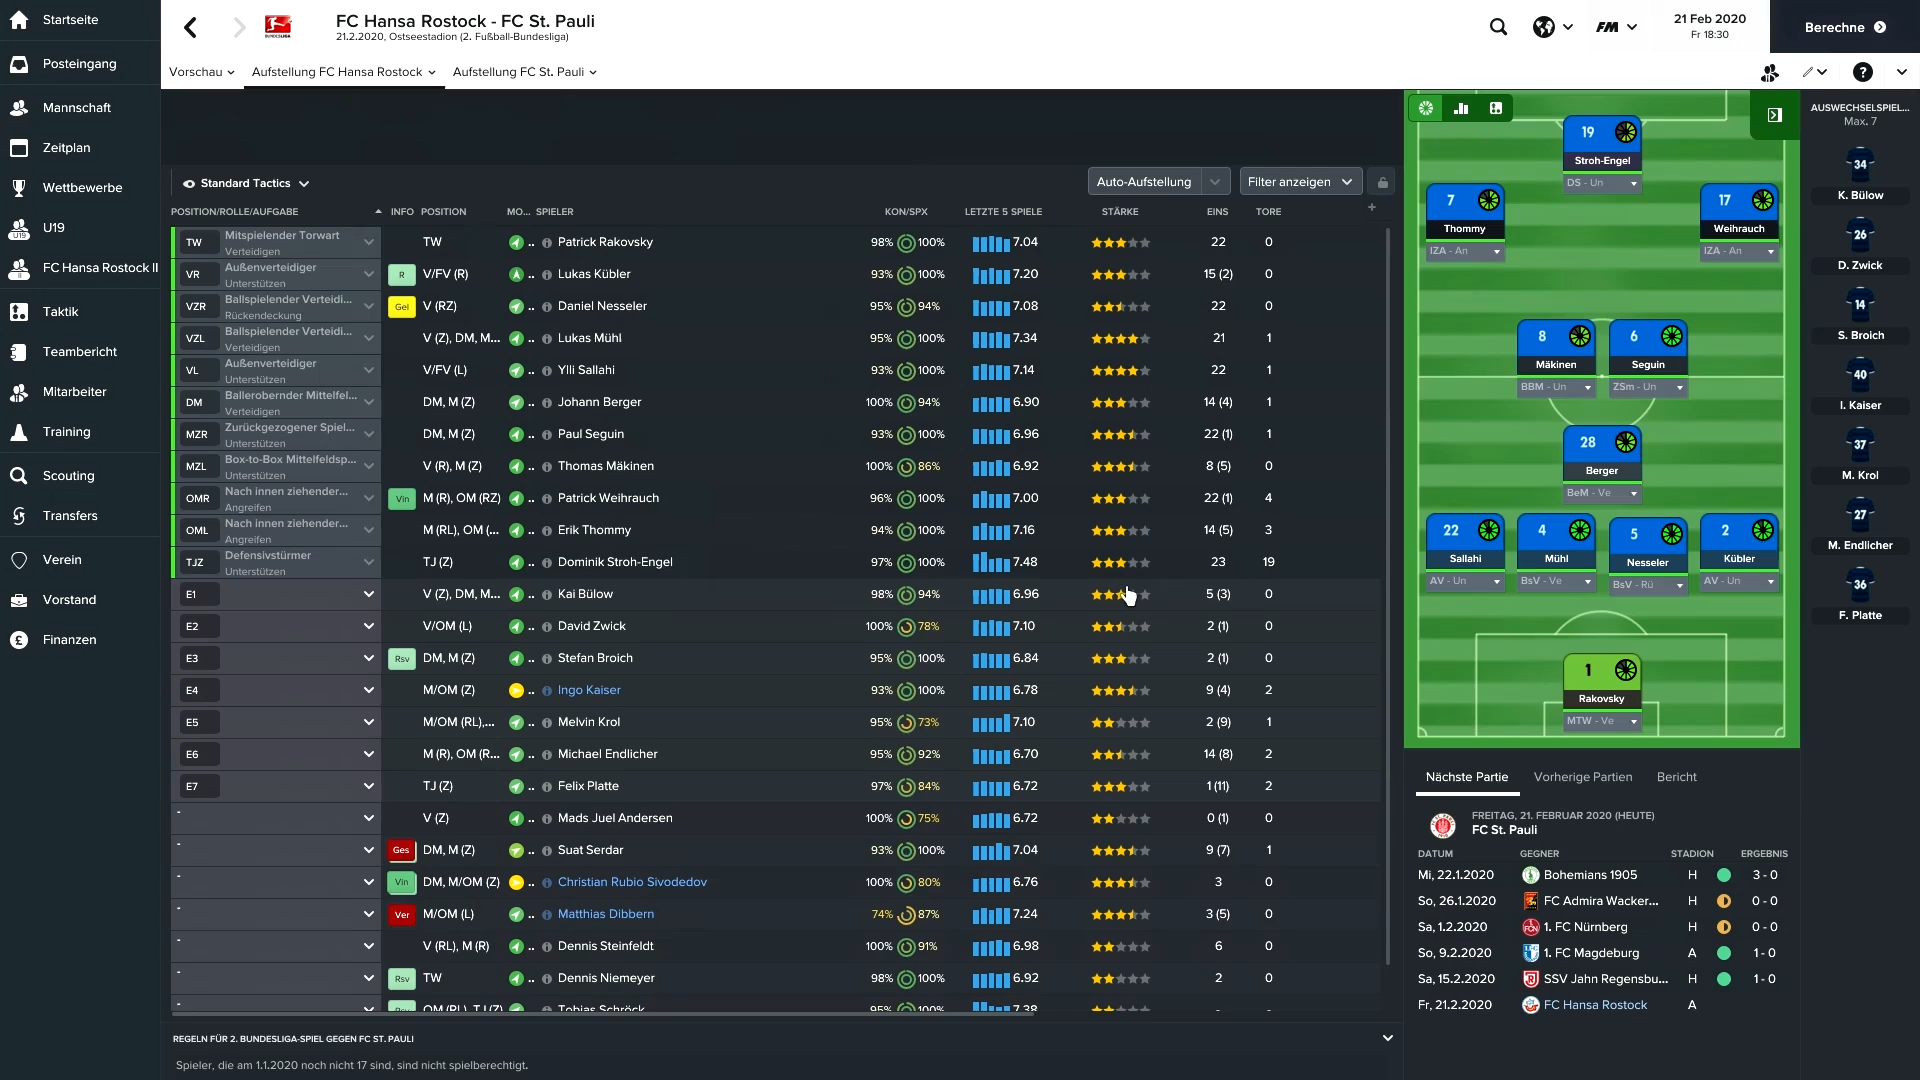 Startseite
Posteingang
Mannschaft
Zeitplan
Wettbewerbe
U19
FC Hansa Rostock II
Taktik
Teambericht
Mitarbeiter
Training
Scouting
Transfers
Verein
Vorstand
Finanzen
FC Hansa Rostock - FC St. Pauli
21.2.2020, Ostseestadion (2. Fußball-Bundesliga)
FM
21 Feb 2020
Fr 18:30
Berechne
Vorschau
Aufstellung FC Hansa Rostock
Aufstellung FC St. Pauli
Standard Tactics
Auto-Aufstellung
Filter anzeigen
POSITION/ROLLE/AUFGABE INFO POSITION MO... SPIELER KON/SPX LETZTE 5 SPIELE STÄRKE EINS TORE
TW Mitspielender Torwart Verteidigen TW .. Patrick Rakovsky 98% 100% 7.04 22 0
VR Außenverteidiger Unterstützen R V/FV (R) .. Lukas Kübler 93% 100% 7.20 15 (2) 0
VZR Ballspielender Verteidi... Rückendeckung Gel V (RZ) .. Daniel Nesseler 95% 94% 7.08 22 0
VZL Ballspielender Verteidi... Verteidigen V (Z), DM, M... .. Lukas Mühl 95% 100% 7.34 21 1
VL Außenverteidiger Unterstützen V/FV (L) .. Ylli Sallahi 93% 100% 7.14 22 1
DM Ballerobernder Mittelfel... Verteidigen DM, M (Z) .. Johann Berger 100% 94% 6.90 14 (4) 1
MZR Zurückgezogener Spiel... Unterstützen DM, M (Z) .. Paul Seguin 93% 100% 6.96 22 (1) 1
MZL Box-to-Box Mittelfeldsp... Unterstützen V (R), M (Z) .. Thomas Mäkinen 100% 86% 6.92 8 (5) 0
OMR Nach innen ziehender... Angreifen Vin M (R), OM (RZ) .. Patrick Weihrauch 96% 100% 7.00 22 (1) 4
OML Nach innen ziehender... Angreifen M (RL), OM (... .. Erik Thommy 94% 100% 7.16 14 (5) 3
TJZ Defensivstürmer Unterstützen TJ (Z) .. Dominik Stroh-Engel 97% 100% 7.48 23 19
E1 V (Z), DM, M... .. Kai Bülow 98% 94% 6.96 5 (3) 0
E2 V/OM (L) .. David Zwick 100% 78% 7.10 2 (1) 0
E3 Rsv DM, M (Z) .. Stefan Broich 95% 100% 6.84 2 (1) 0
E4 M/OM (Z) .. Ingo Kaiser 93% 100% 6.78 9 (4) 2
E5 M/OM (RL),... .. Melvin Krol 95% 73% 7.10 2 (9) 1
E6 M (R), OM (R... .. Michael Endlicher 95% 92% 6.70 14 (8) 2
E7 TJ (Z) .. Felix Platte 97% 84% 6.72 1 (11) 2
- V (Z) .. Mads Juel Andersen 100% 75% 6.72 0 (1) 0
- Ges DM, M (Z) .. Suat Serdar 93% 100% 7.04 9 (7) 1
- Vin DM, M/OM (Z) .. Christian Rubio Sivodedov 100% 80% 6.76 3 0
- Ver M/OM (L) .. Matthias Dibbern 74% 87% 7.24 3 (5) 0
- V (RL), M (R) .. Dennis Steinfeldt 100% 91% 6.98 6 0
- Rsv TW .. Dennis Niemeyer 98% 100% 6.92 2 0
- OM (RL), TJ (Z) .. Tobias Schröck 95% 100% 7.38
REGELN FÜR 2. BUNDESLIGA-SPIEL GEGEN FC ST. PAULI
Spieler, die am 1.1.2020 noch nicht 17 sind, sind nicht spielberechtigt.
19
Stroh-Engel
DS - Un
7
Thommy
IZA - An
17
Weihrauch
IZA - An
8
Mäkinen
BBM - Un
6
Seguin
ZSm - Un
28
Berger
BeM - Ve
22
Sallahi
AV - Un
4
Mühl
BsV - Ve
5
Nesseler
BsV - Rü
2
Kübler
AV - Un
1
Rakovsky
MTW - Ve
AUSWECHSELSPIEL...
Max. 7
34
K. Bülow
26
D. Zwick
14
S. Broich
40
I. Kaiser
37
M. Krol
27
M. Endlicher
36
F. Platte
Nächste Partie
Vorherige Partien
Bericht
FREITAG, 21. FEBRUAR 2020 (HEUTE)
FC St. Pauli
DATUM GEGNER STADION ERGEBNIS
Mi, 22.1.2020 Bohemians 1905 H 3 - 0
So, 26.1.2020 FC Admira Wacker... H 0 - 0
Sa, 1.2.2020 1. FC Nürnberg H 0 - 0
So, 9.2.2020 1. FC Magdeburg A 1 - 0
Sa, 15.2.2020 SSV Jahn Regensbu... H 1 - 0
Fr, 21.2.2020 FC Hansa Rostock A